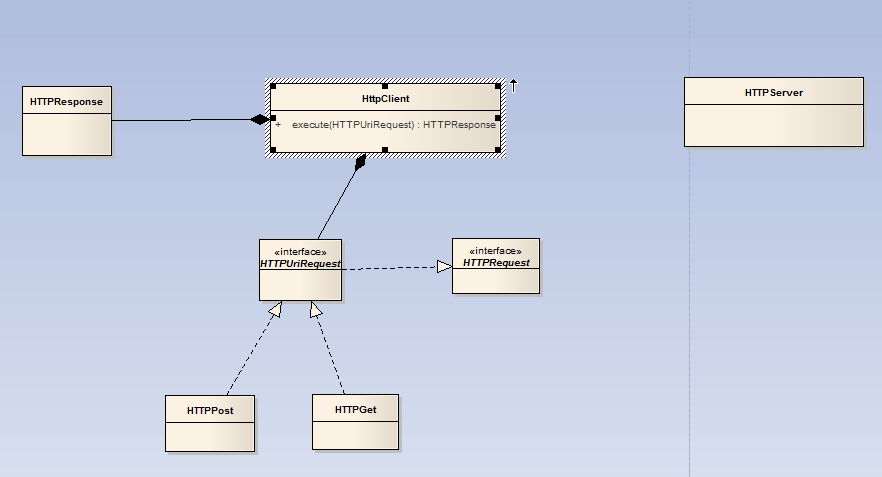 HTTPResponse
HttpClient
+ execute(HTTPUriRequest) : HTTPResponse
HTTPServer
«interface»
HTTPUriRequest
«interface»
HTTPRequest
HTTPPost
HTTPGet